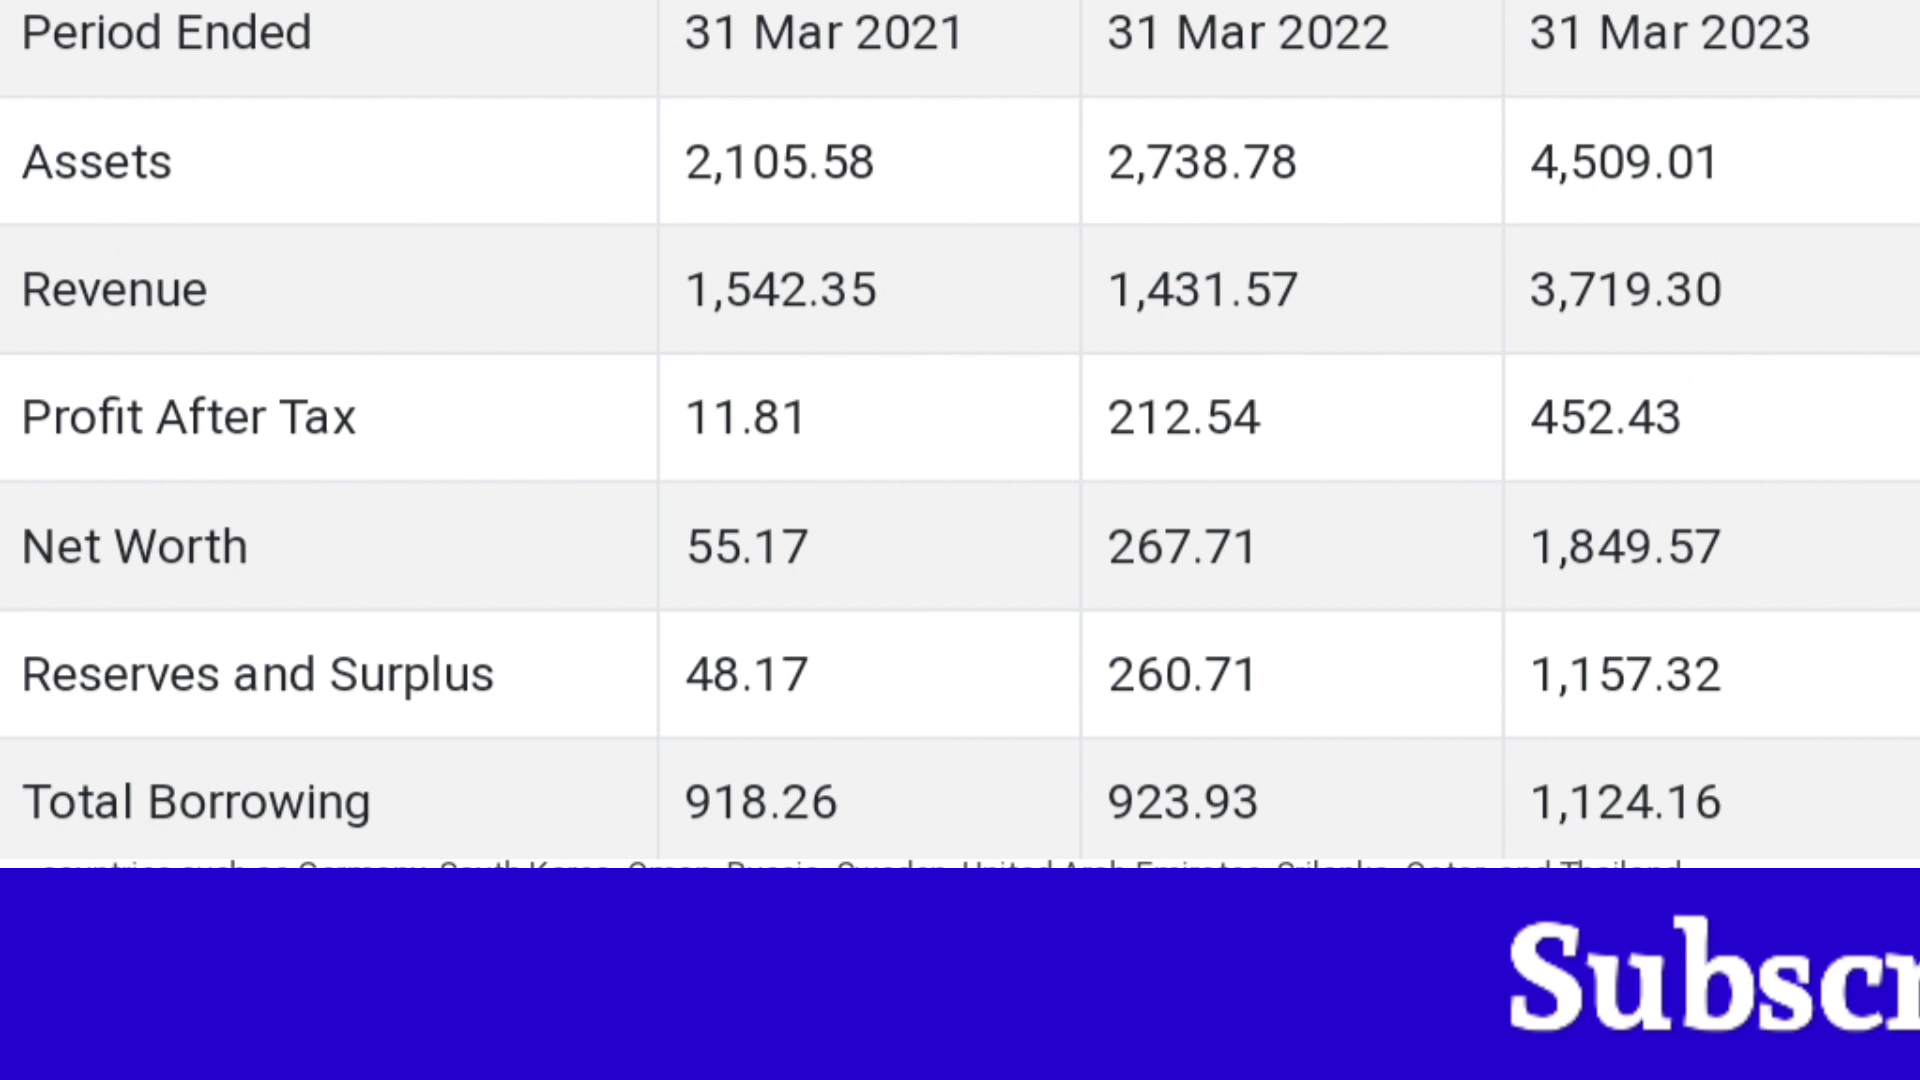 Period Ended 31 Mar 2021 31 Mar 2022 31 Mar 2023
Assets 2,105.58 2,738.78 4,509.01
Revenue 1,542.35 1,431.57 3,719.30
Profit After Tax 11.81 212.54 452.43
Net Worth 55.17 267.71 1,849.57
Reserves and Surplus 48.17 260.71 1,157.32
Total Borrowing 918.26 923.93 1,124.16
Subscr